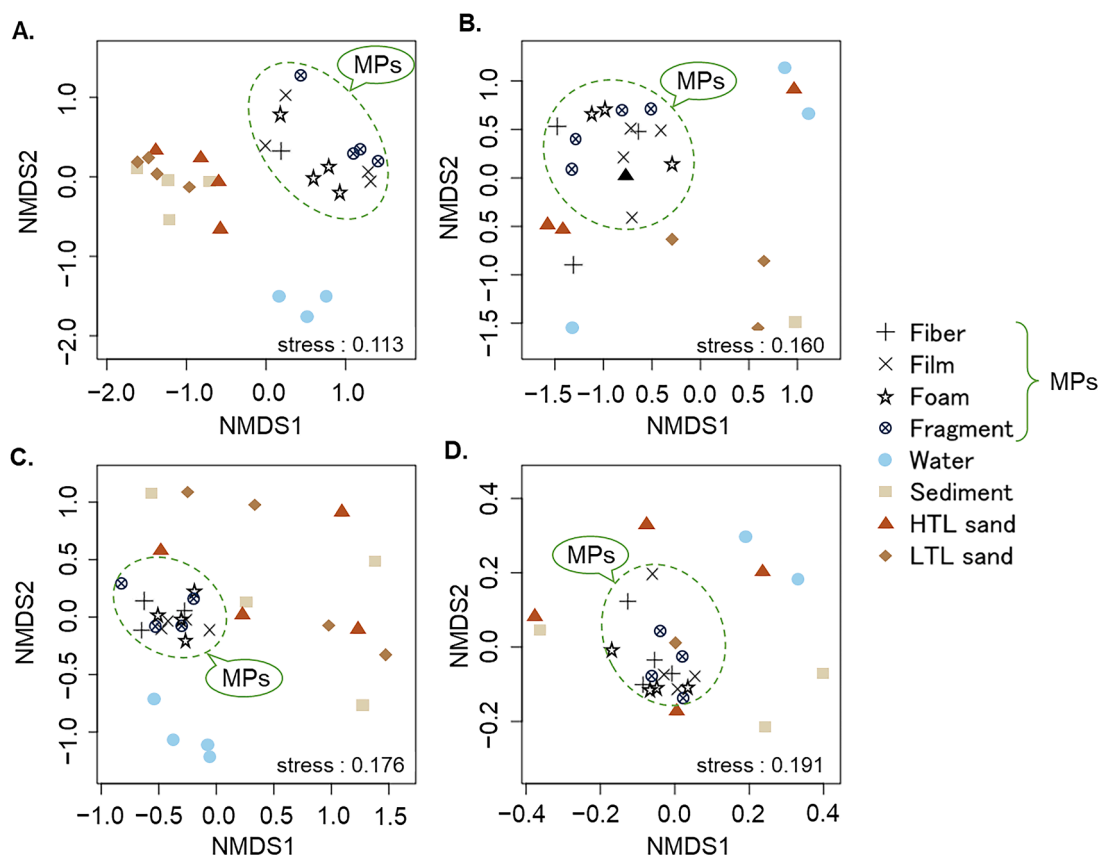 A.
MPs
NMDS2
1.0
0.0
−1.0
−2.0
stress : 0.113
−2.0 −1.0 0.0 1.0
NMDS1
B.
MPs
NMDS2
1.0
0.5
0.0
0.5
−1.0
−1.5
stress : 0.160
−1.5 −1.0 −0.5 0.0 0.5 1.0
NMDS1
C.
MPs
NMDS2
1.0
0.5
0.0
−0.5
−1.0
stress : 0.176
−1.0 −0.5 0.0 0.5 1.0 1.5
NMDS1
D.
MPs
NMDS2
0.4
0.2
0.0
−0.2
stress : 0.191
−0.4 −0.2 0.0 0.2 0.4
NMDS1
Fiber
Film
Foam
Fragment
MPs
Water
Sediment
HTL sand
LTL sand